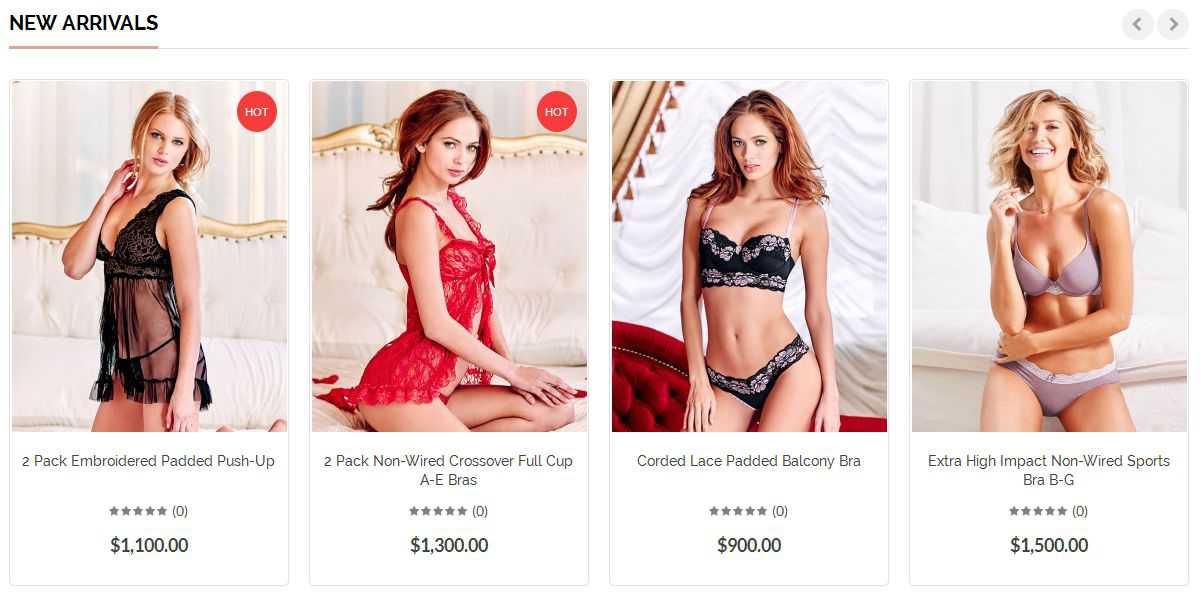 NEW ARRIVALS
HOT
HOT
2 Pack Embroidered Padded Push-Up
(0)
$1,100.00
2 Pack Non-Wired Crossover Full Cup
A-E Bras
(0)
$1,300.00
Corded Lace Padded Balcony Bra
(0)
$900.00
Extra High Impact Non-Wired Sports
Bra B-G
(0)
$1,500.00